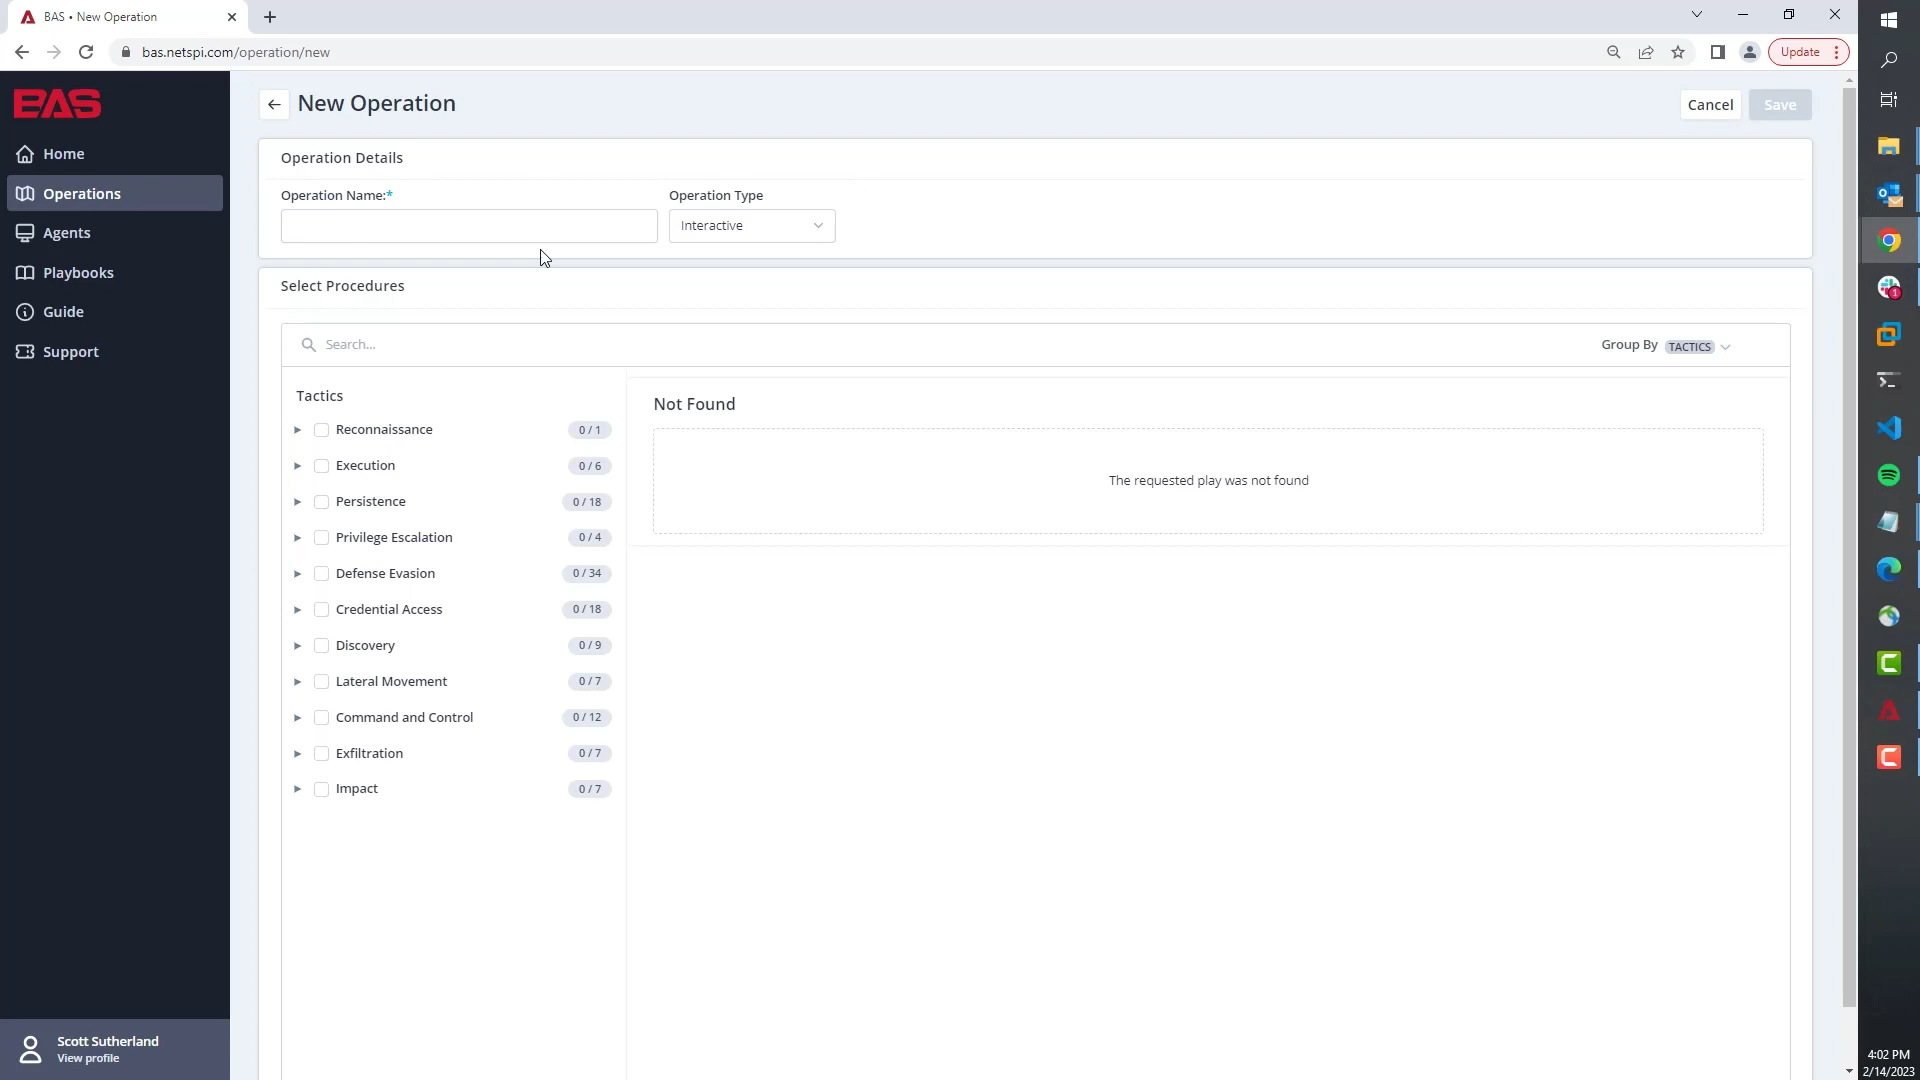 BAS • New Operation
bas.netspi.com/operation/new
Update
BAS
Home
Operations
Agents
Playbooks
Guide
Support
Scott Sutherland
View profile
New Operation
Cancel
Save
Operation Details
Operation Name:*
Operation Type
Interactive
Select Procedures
Search...
Group By TACTICS
Tactics
Reconnaissance 0 / 1
Execution 0 / 6
Persistence 0 / 18
Privilege Escalation 0 / 4
Defense Evasion 0 / 34
Credential Access 0 / 18
Discovery 0 / 9
Lateral Movement 0 / 7
Command and Control 0 / 12
Exfiltration 0 / 7
Impact 0 / 7
Not Found
The requested play was not found
1
4:02 PM
2/14/2023